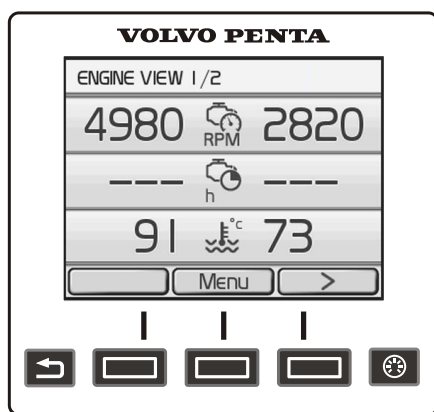 VOLVO PENTA
ENGINE VIEW 1/2
4980 RPM 2820
--- h ---
91 °C 73
Menu >